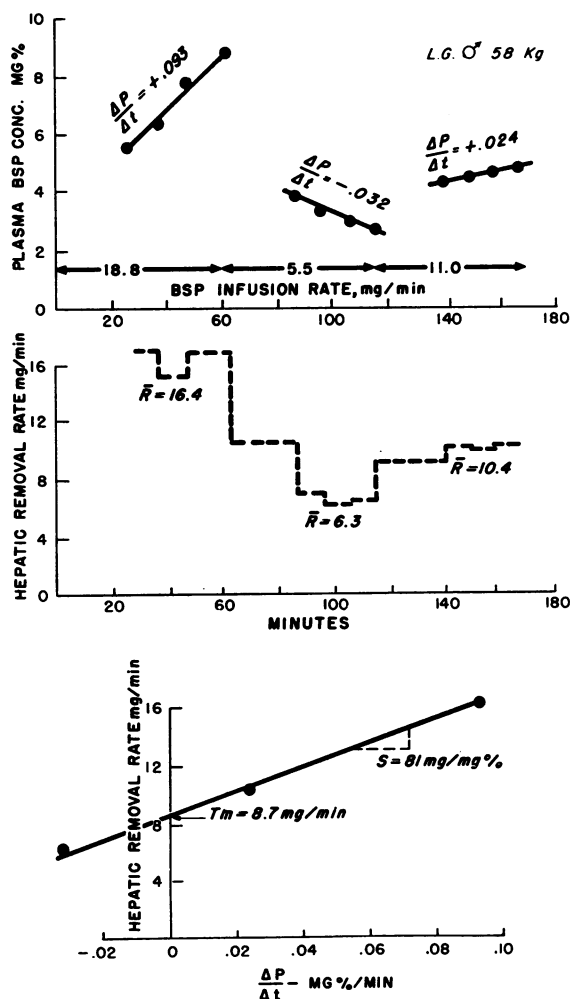 10
8
6
4
2
0
PLASMA BSP CONC. MG%
ΔP/Δt = +.093
L.G. ♂ 58 Kg
ΔP/Δt = -.032
ΔP/Δt = +.024
18.8
5.5
11.0
BSP INFUSION RATE, mg/min
20
60
100
140
180
16
12
8
4
0
HEPATIC REMOVAL RATE mg/min
R̄=16.4
R̄=6.3
R̄=10.4
20
60
100
140
180
MINUTES
16
12
8
4
HEPATIC REMOVAL RATE mg/min
S=81mg/mg%
Tm=8.7mg/min
-.02
0
.02
.04
.06
.08
.10
ΔP/Δt - MG%/MIN